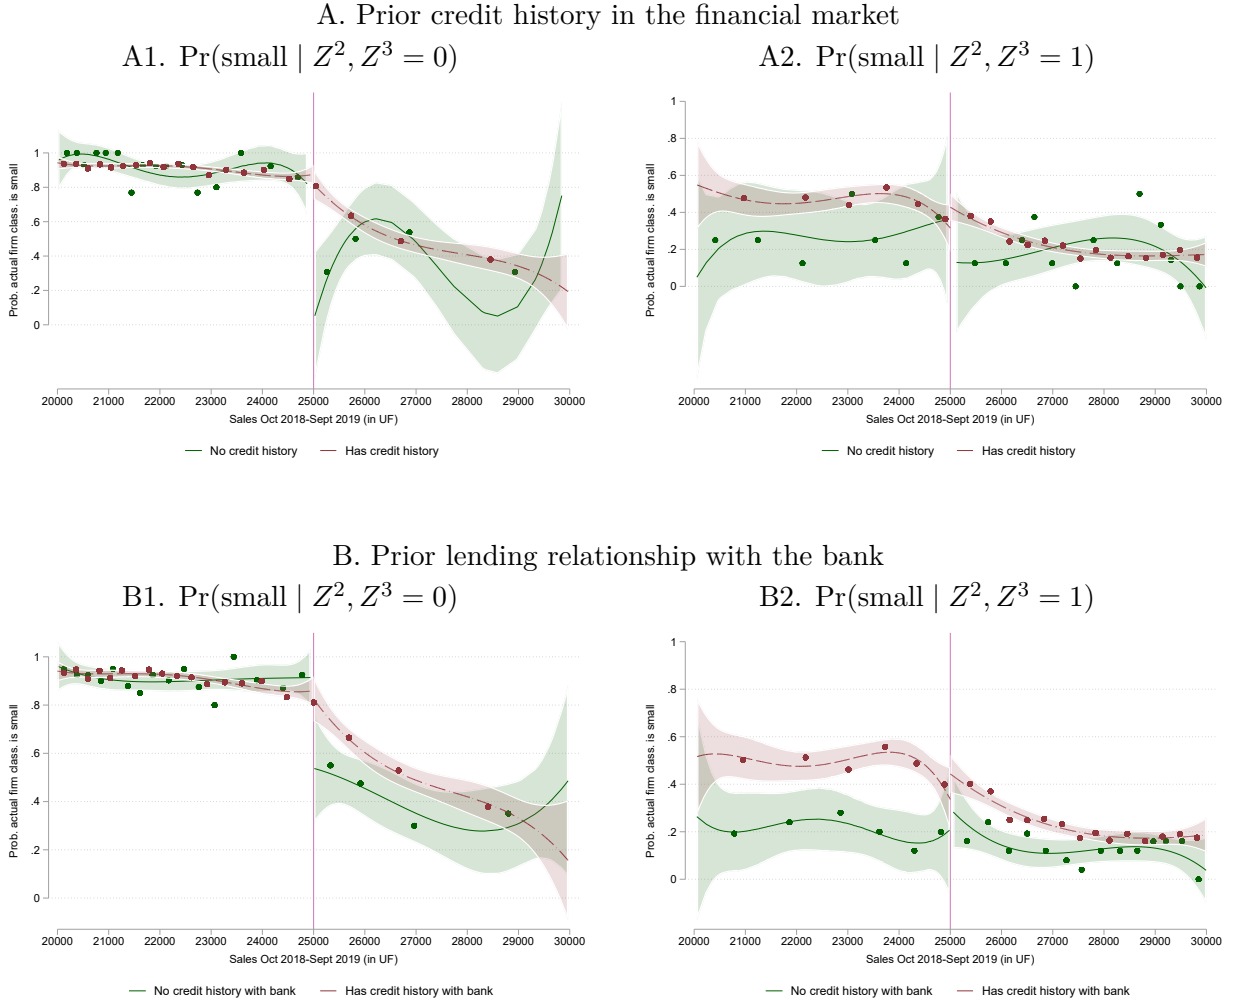 A. Prior credit history in the financial market
A1. Pr(small | Z², Z³ = 0)
A2. Pr(small | Z², Z³ = 1)
Prob. actual firm class. is small
1
.8
.6
.4
.2
0
20000 21000 22000 23000 24000 25000 26000 27000 28000 29000 30000
Sales Oct 2018-Sept 2019 (in UF)
No credit history Has credit history
Prob. actual firm class. is small
1
.8
.6
.4
.2
0
20000 21000 22000 23000 24000 25000 26000 27000 28000 29000 30000
Sales Oct 2018-Sept 2019 (in UF)
No credit history Has credit history
B. Prior lending relationship with the bank
B1. Pr(small | Z², Z³ = 0)
B2. Pr(small | Z², Z³ = 1)
Prob. actual firm class. is small
1
.8
.6
.4
.2
0
20000 21000 22000 23000 24000 25000 26000 27000 28000 29000 30000
Sales Oct 2018-Sept 2019 (in UF)
No credit history with bank Has credit history with bank
Prob. actual firm class. is small
1
.8
.6
.4
.2
0
20000 21000 22000 23000 24000 25000 26000 27000 28000 29000 30000
Sales Oct 2018-Sept 2019 (in UF)
No credit history with bank Has credit history with bank